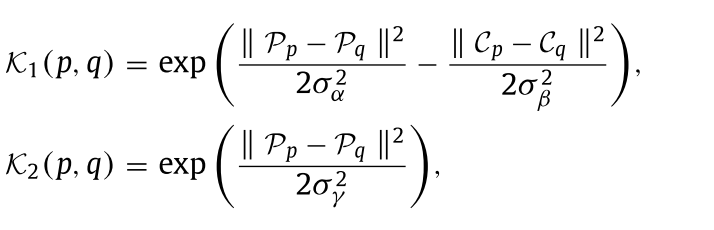 𝒦₁(p, q) = exp ( ‖ 𝒫ₚ − 𝒫_q ‖² / 2σ_α² − ‖ 𝒞ₚ − 𝒞_q ‖² / 2σ_β² ),
𝒦₂(p, q) = exp ( ‖ 𝒫ₚ − 𝒫_q ‖² / 2σ_γ² ),